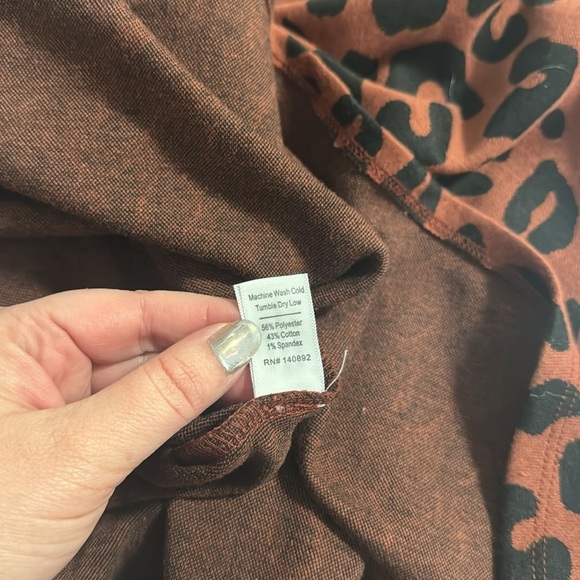 Machine Wash Cold
Tumble Dry Low
56% Polyester
43% Cotton
1% Spandex
RN# 140892